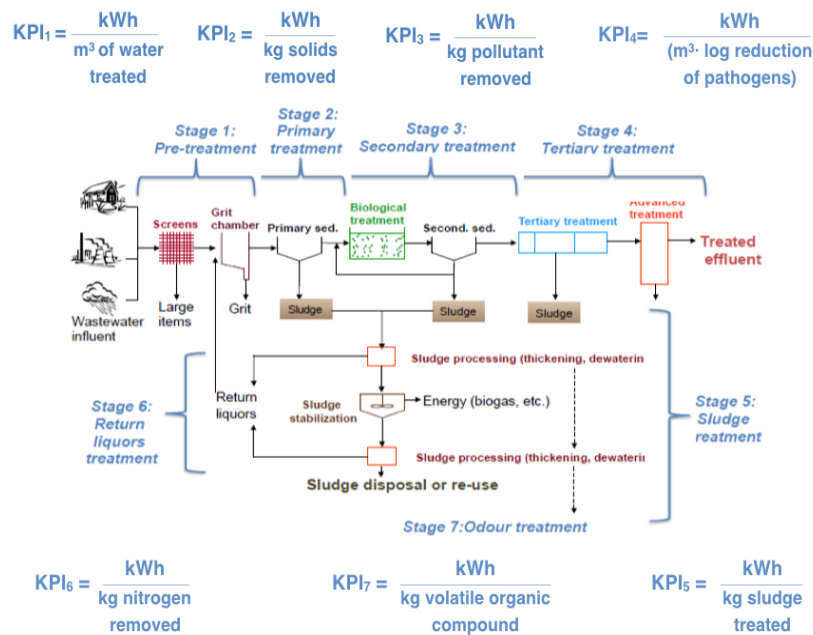 KPI₁ = kWh / m³ of water treated
KPI₂ = kWh / kg solids removed
KPI₃ = kWh / kg pollutant removed
KPI₄= kWh / (m³· log reduction of pathogens)
Stage 1:
Pre-treatment
Stage 2:
Primary
treatment
Stage 3:
Secondary treatment
Stage 4:
Tertiary treatment
Screens
Grit
chamber
Primary sed.
Biological
treatment
Second. sed.
Tertiary treatment
Advanced
treatment
Treated
effluent
Wastewater
influent
Large
items
Grit
Sludge
Sludge
Sludge
Sludge processing (thickening, dewaterin
Stage 6:
Return
liquors
treatment
Return
liquors
Sludge
stabilization
Energy (biogas, etc.)
Stage 5:
Sludge
reatment
Sludge processing (thickening, dewaterii
Sludge disposal or re-use
Stage 7:Odour treatment
KPI₆ = kWh / kg nitrogen removed
KPI₇ = kWh / kg volatile organic compound
KPI₅ = kWh / kg sludge treated